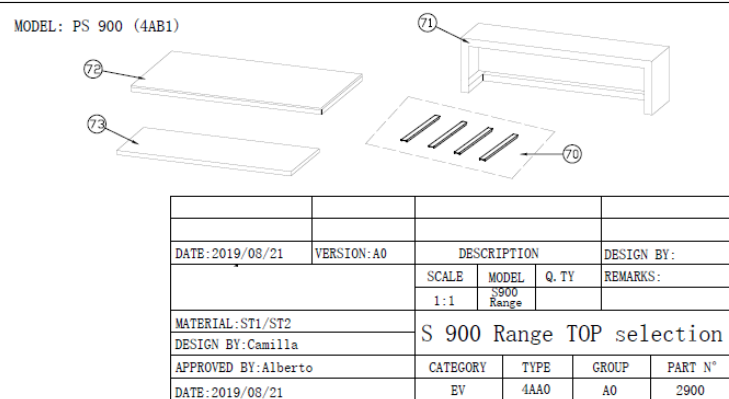 MODEL: PS 900 (4AB1)
71
72
73
70
DATE:2019/08/21 VERSION:A0 DESCRIPTION DESIGN BY:
SCALE MODEL Q.TY REMARKS:
1:1 S900 Range
MATERIAL:ST1/ST2
S 900 Range TOP selection
DESIGN BY:Camilla
APPROVED BY:Alberto CATEGORY TYPE GROUP PART N°
DATE:2019/08/21 EV 4AA0 A0 2900